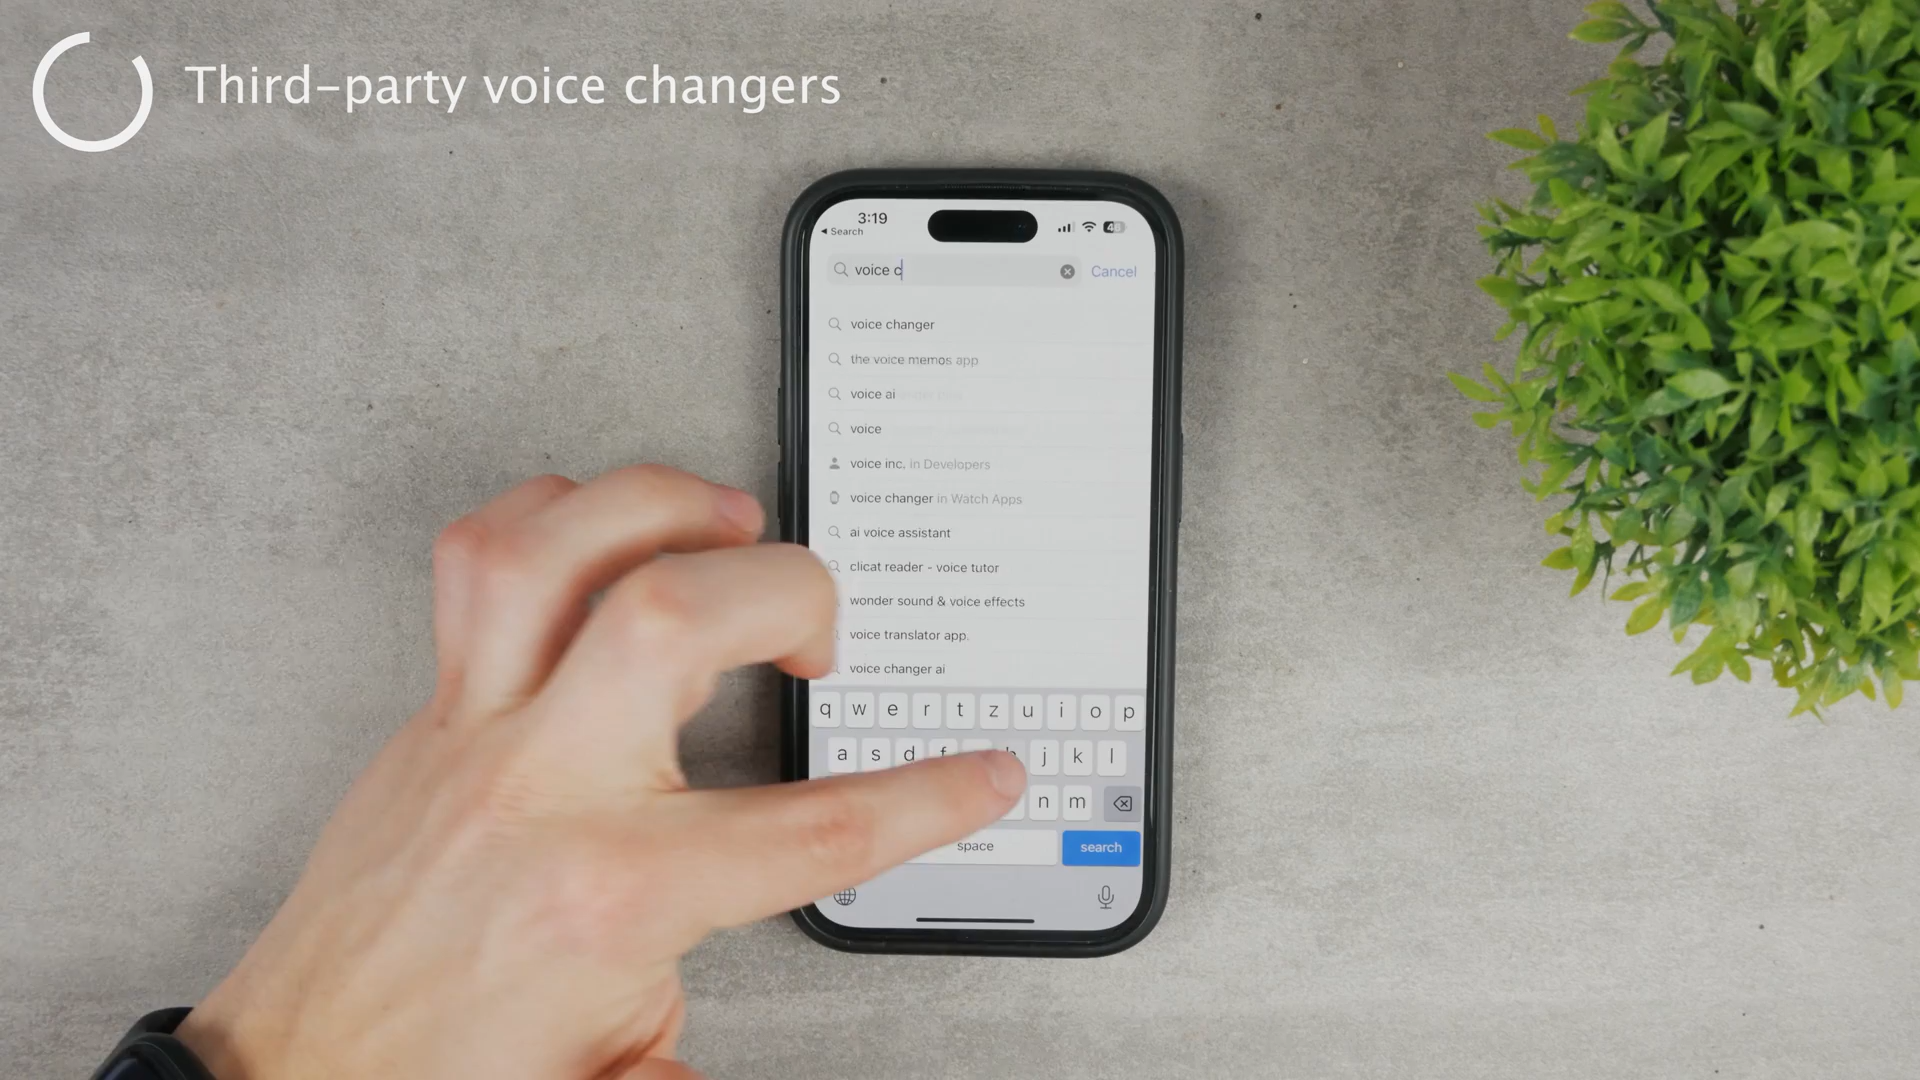 Third-party voice changers
3:19
Search
voice c
Cancel
voice changer
the voice memos app
voice ai
voice
voice inc. in Developers
voice changer in Watch Apps
ai voice assistant
clicat reader - voice tutor
wonder sound & voice effects
voice translator app.
voice changer ai
q w e r t z u i o p
a s d f h j k l
n m
space
search